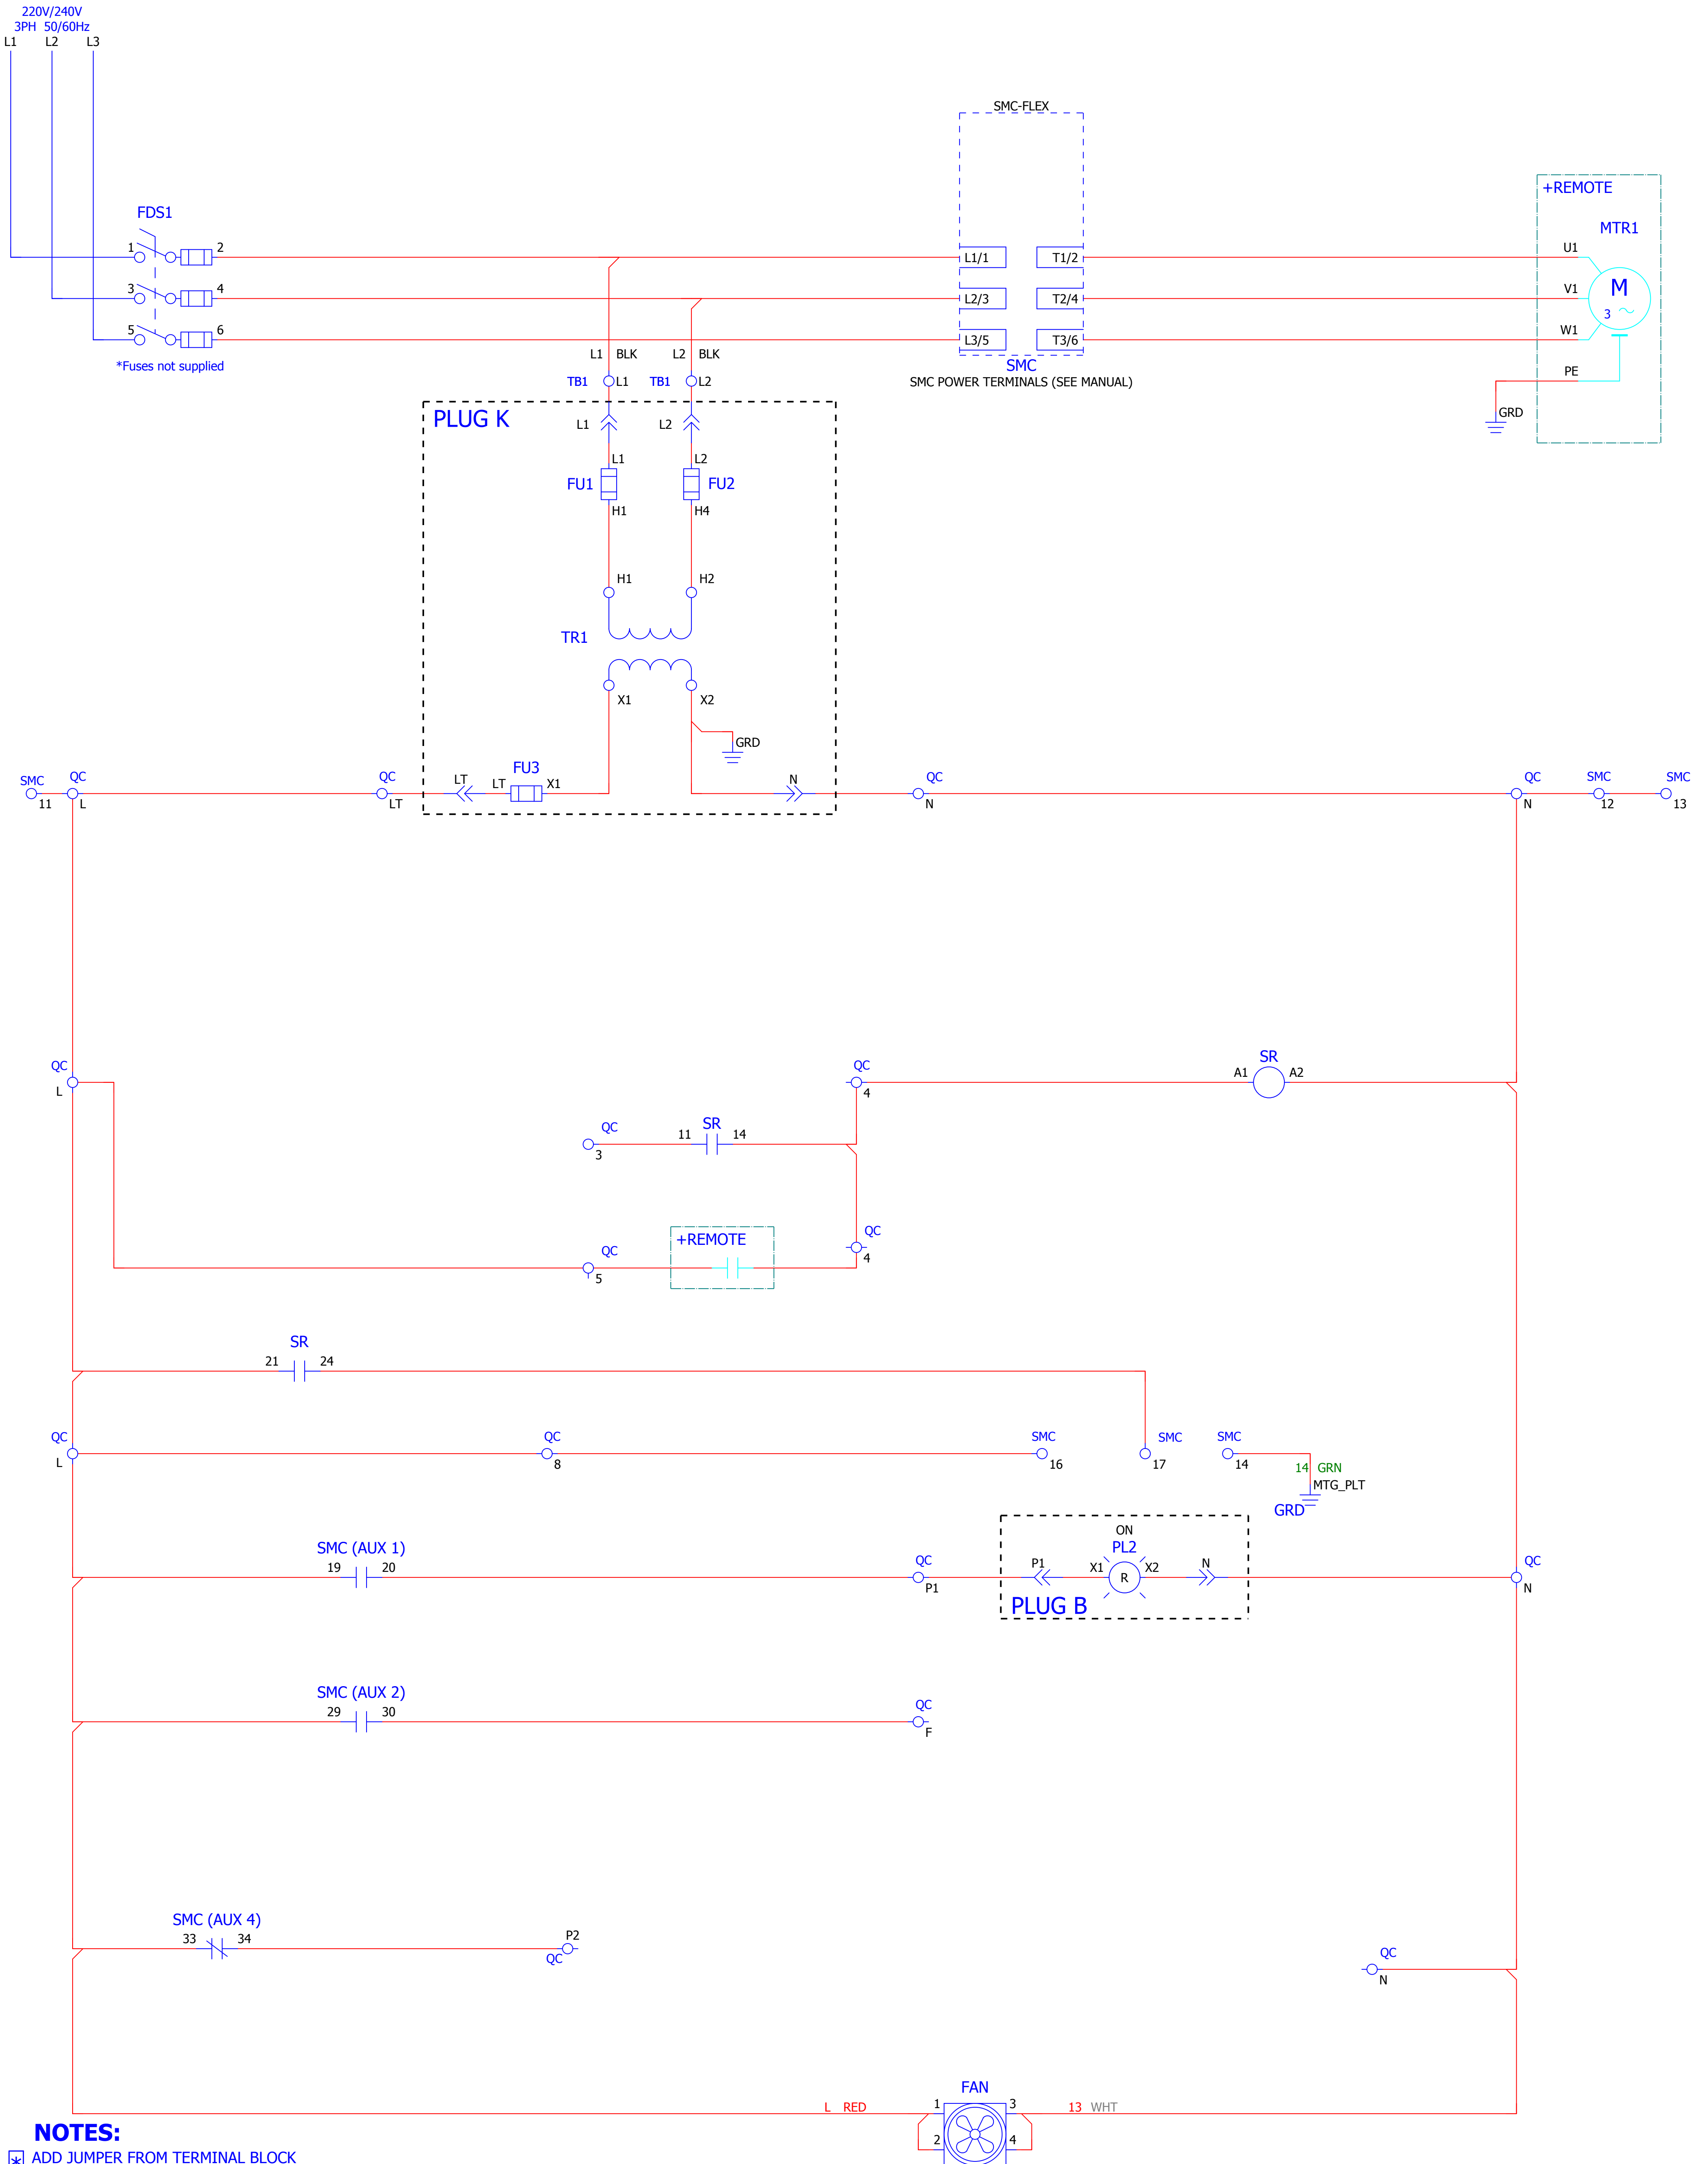 220V/240V
3PH 50/60Hz
L1 L2 L3
SMC-FLEX
+REMOTE
MTR1
FDS1
1 2 L1/1 T1/2 U1
3 4 L2/3 T2/4 V1 M
3
5 6 L3/5 T3/6 W1
*Fuses not supplied
L1 BLK L2 BLK
SMC
SMC POWER TERMINALS (SEE MANUAL)
PE
TB1 L1 TB1 L2
GRD
PLUG K
L1 L2
L1 L2
FU1 FU2
H1 H4
H1 H2
TR1
X1 X2
GRD
SMC QC QC LT LT FU3 X1 N QC QC SMC SMC
11 L LT N N 12 13
QC QC A1 SR A2
L 4
QC 11 SR 14
3
QC +REMOTE QC
5 4
SR
21 24
QC QC SMC SMC SMC
L 8 16 17 14
14 GRN
MTG_PLT
GRD
ON
SMC (AUX 1) PL2
19 20 QC P1 X1 R X2 N QC
P1 N
PLUG B
SMC (AUX 2)
29 30 QC
F
SMC (AUX 4)
33 34 P2
QC
QC
N
FAN
L RED 1 3 13 WHT
2 4
NOTES:
* ADD JUMPER FROM TERMINAL BLOCK